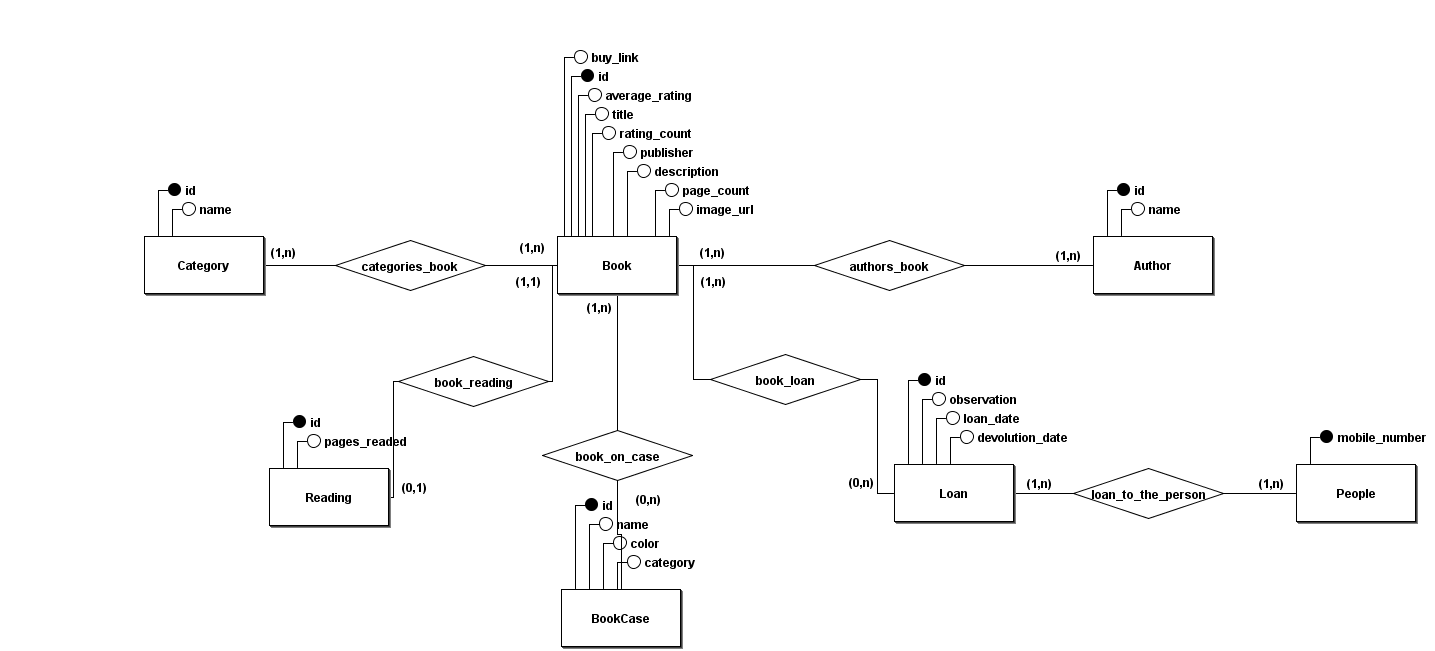 buy_link
id
average_rating
title
rating_count
publisher
description
page_count
image_url
id
name
id
name
Category
(1,n)
categories_book
(1,n)
Book
(1,n)
authors_book
(1,n)
Author
(1,1)
(1,n)
(1,n)
book_reading
book_loan
id
pages_readed
Reading
(0,1)
book_on_case
(0,n)
id
name
color
category
BookCase
id
observation
loan_date
devolution_date
(0,n)
Loan
(1,n)
loan_to_the_person
(1,n)
mobile_number
People